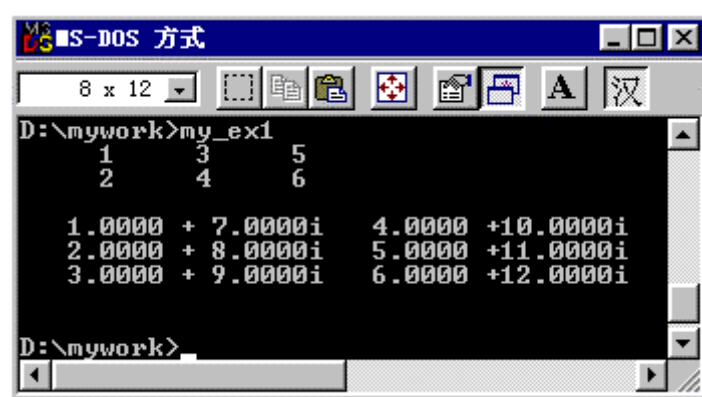 MS-DOS 方式
8 x 12 A 汉
D:\mywork>my_ex1
1 3 5
2 4 6
1.0000 + 7.0000i 4.0000 +10.0000i
2.0000 + 8.0000i 5.0000 +11.0000i
3.0000 + 9.0000i 6.0000 +12.0000i
D:\mywork>_